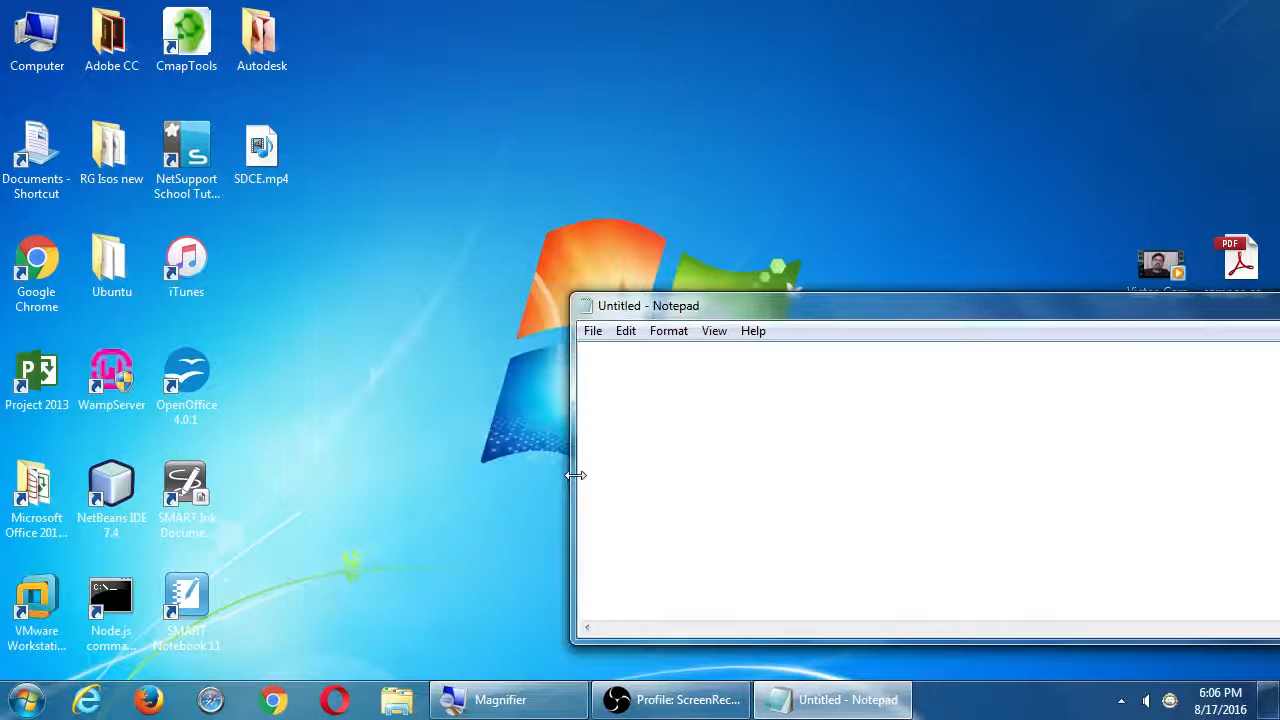 Computer
Adobe CC
CmapTools
Autodesk
Documents -
Shortcut
RG Isos new
NetSupport
School Tut...
SDCE.mp4
Google
Chrome
Ubuntu
iTunes
PDF
Untitled - Notepad
File Edit Format View Help
Project 2013
WampServer
OpenOffice
4.0.1
Microsoft
Office 201...
NetBeans IDE
7.4
SMART Ink
Docume...
VMware
Workstati...
Node.js
comma...
SMART
Notebook 11
Magnifier
Profile: ScreenRec...
Untitled - Notepad
6:06 PM
8/17/2016